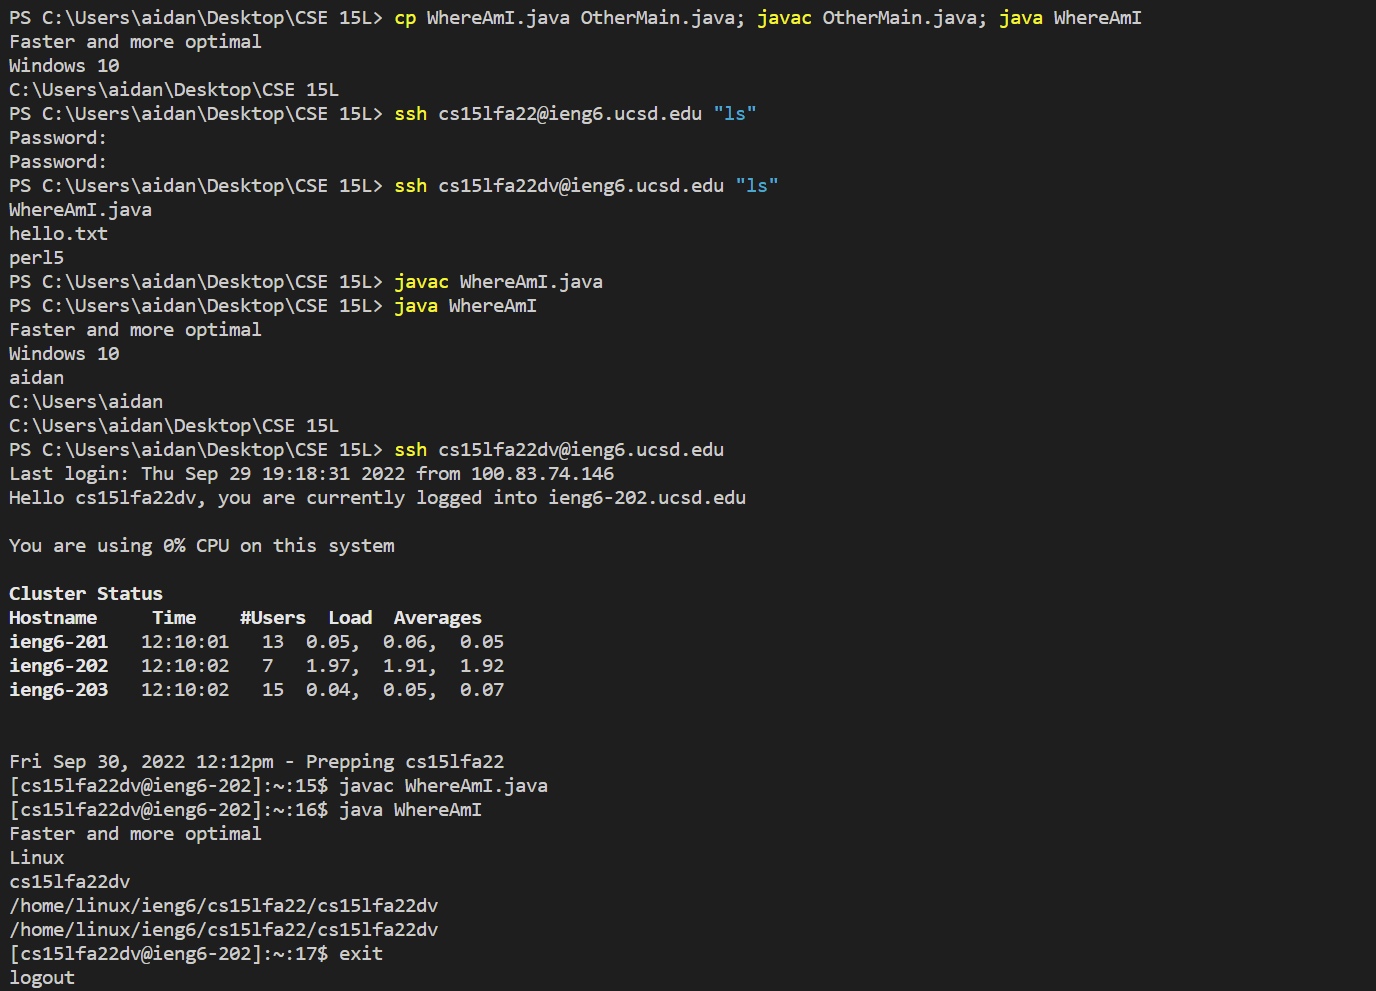 PS C:\Users\aidan\Desktop\CSE 15L> cp WhereAmI.java OtherMain.java; javac OtherMain.java; java WhereAmI
Faster and more optimal
Windows 10
C:\Users\aidan\Desktop\CSE 15L
PS C:\Users\aidan\Desktop\CSE 15L> ssh cs15lfa22@ieng6.ucsd.edu "ls"
Password:
Password:
PS C:\Users\aidan\Desktop\CSE 15L> ssh cs15lfa22dv@ieng6.ucsd.edu "ls"
WhereAmI.java
hello.txt
perl5
PS C:\Users\aidan\Desktop\CSE 15L> javac WhereAmI.java
PS C:\Users\aidan\Desktop\CSE 15L> java WhereAmI
Faster and more optimal
Windows 10
aidan
C:\Users\aidan
C:\Users\aidan\Desktop\CSE 15L
PS C:\Users\aidan\Desktop\CSE 15L> ssh cs15lfa22dv@ieng6.ucsd.edu
Last login: Thu Sep 29 19:18:31 2022 from 100.83.74.146
Hello cs15lfa22dv, you are currently logged into ieng6-202.ucsd.edu
You are using 0% CPU on this system
Cluster Status
Hostname     Time    #Users  Load  Averages
ieng6-201   12:10:01   13  0.05,  0.06,  0.05
ieng6-202   12:10:02   7   1.97,  1.91,  1.92
ieng6-203   12:10:02   15  0.04,  0.05,  0.07
Fri Sep 30, 2022 12:12pm - Prepping cs15lfa22
[cs15lfa22dv@ieng6-202]:~:15$ javac WhereAmI.java
[cs15lfa22dv@ieng6-202]:~:16$ java WhereAmI
Faster and more optimal
Linux
cs15lfa22dv
/home/linux/ieng6/cs15lfa22/cs15lfa22dv
/home/linux/ieng6/cs15lfa22/cs15lfa22dv
[cs15lfa22dv@ieng6-202]:~:17$ exit
logout